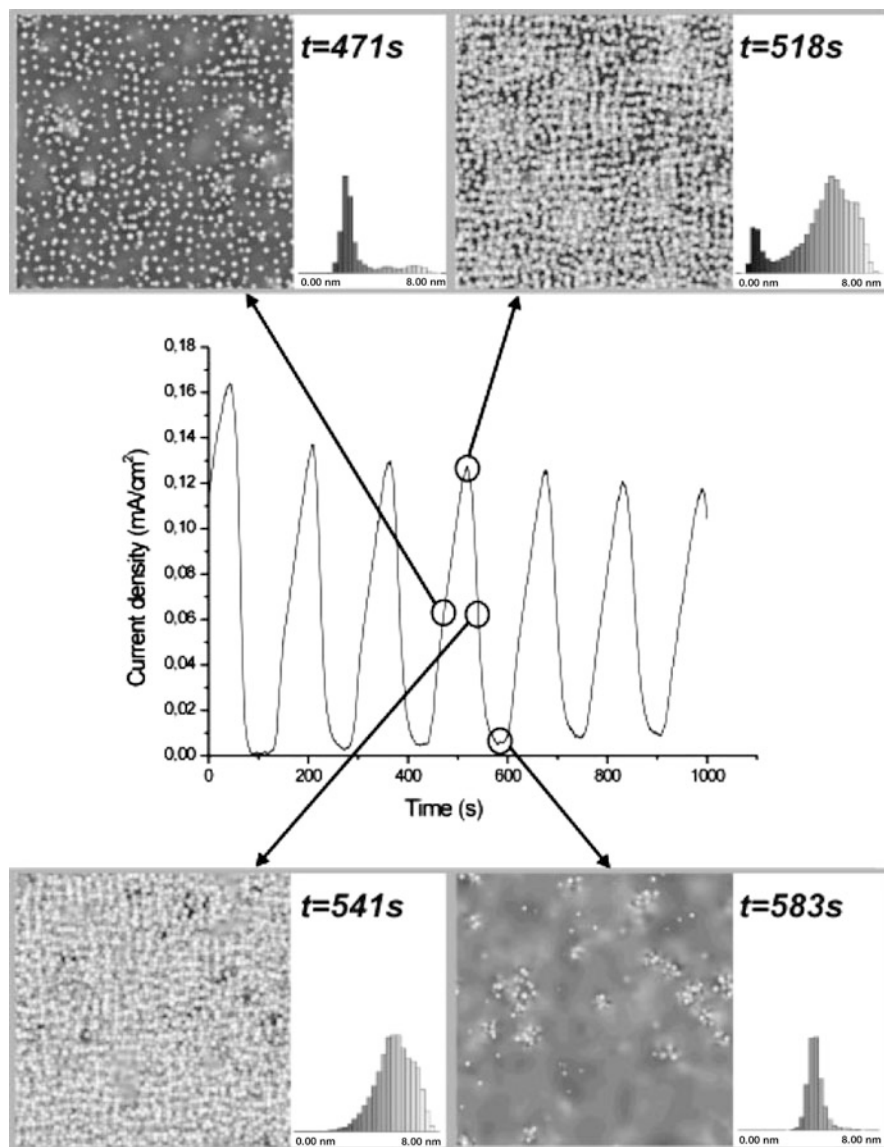 t=471s
t=518s
0.00 nm 8.00 nm
0.00 nm 8.00 nm
0,18
0,16
0,14
0,12
0,10
0,08
0,06
0,04
0,02
0,00
Current density (mA/cm²)
0 200 400 600 800 1000
Time (s)
t=541s
t=583s
0.00 nm 8.00 nm
0.00 nm 8.00 nm